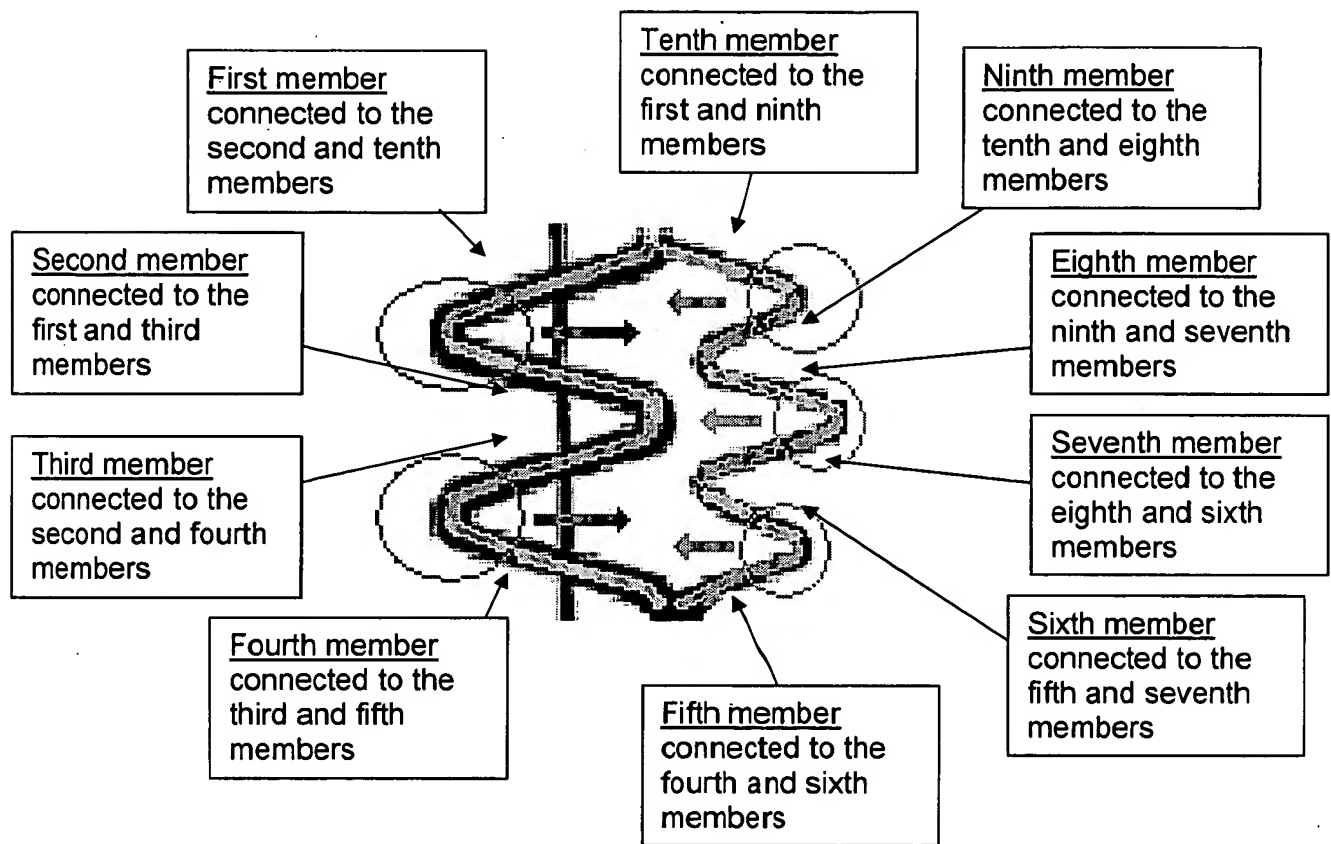 First member
connected to the
second and tenth
members
Tenth member
connected to the
first and ninth
members
Ninth member
connected to the
tenth and eighth
members
Second member
connected to the
first and third
members
Eighth member
connected to the
ninth and seventh
members
Third member
connected to the
second and fourth
members
Seventh member
connected to the
eighth and sixth
members
Fourth member
connected to the
third and fifth
members
Fifth member
connected to the
fourth and sixth
members
Sixth member
connected to the
fifth and seventh
members